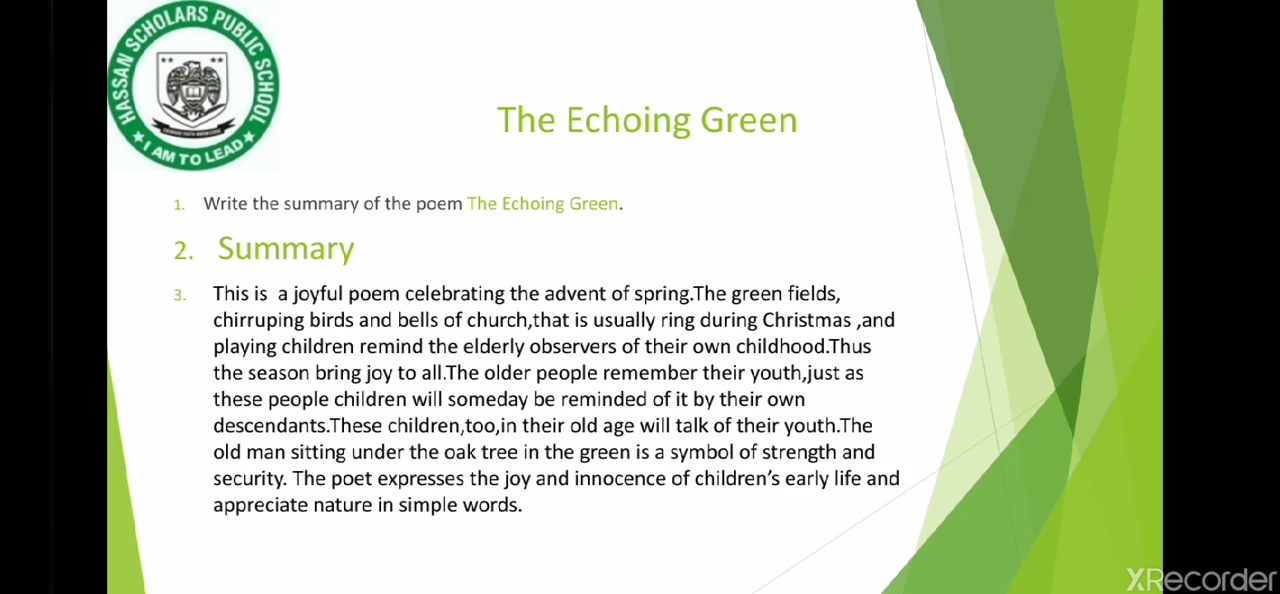 HASSAN SCHOLARS PUBLIC SCHOOL
I AM TO LEAD
The Echoing Green
1. Write the summary of the poem The Echoing Green.
2. Summary
3. This is a joyful poem celebrating the advent of spring.The green fields,
chirruping birds and bells of church,that is usually ring during Christmas ,and
playing children remind the elderly observers of their own childhood.Thus
the season bring joy to all.The older people remember their youth,just as
these people children will someday be reminded of it by their own
descendants.These children,too,in their old age will talk of their youth.The
old man sitting under the oak tree in the green is a symbol of strength and
security. The poet expresses the joy and innocence of children's early life and
appreciate nature in simple words.
XRecorder